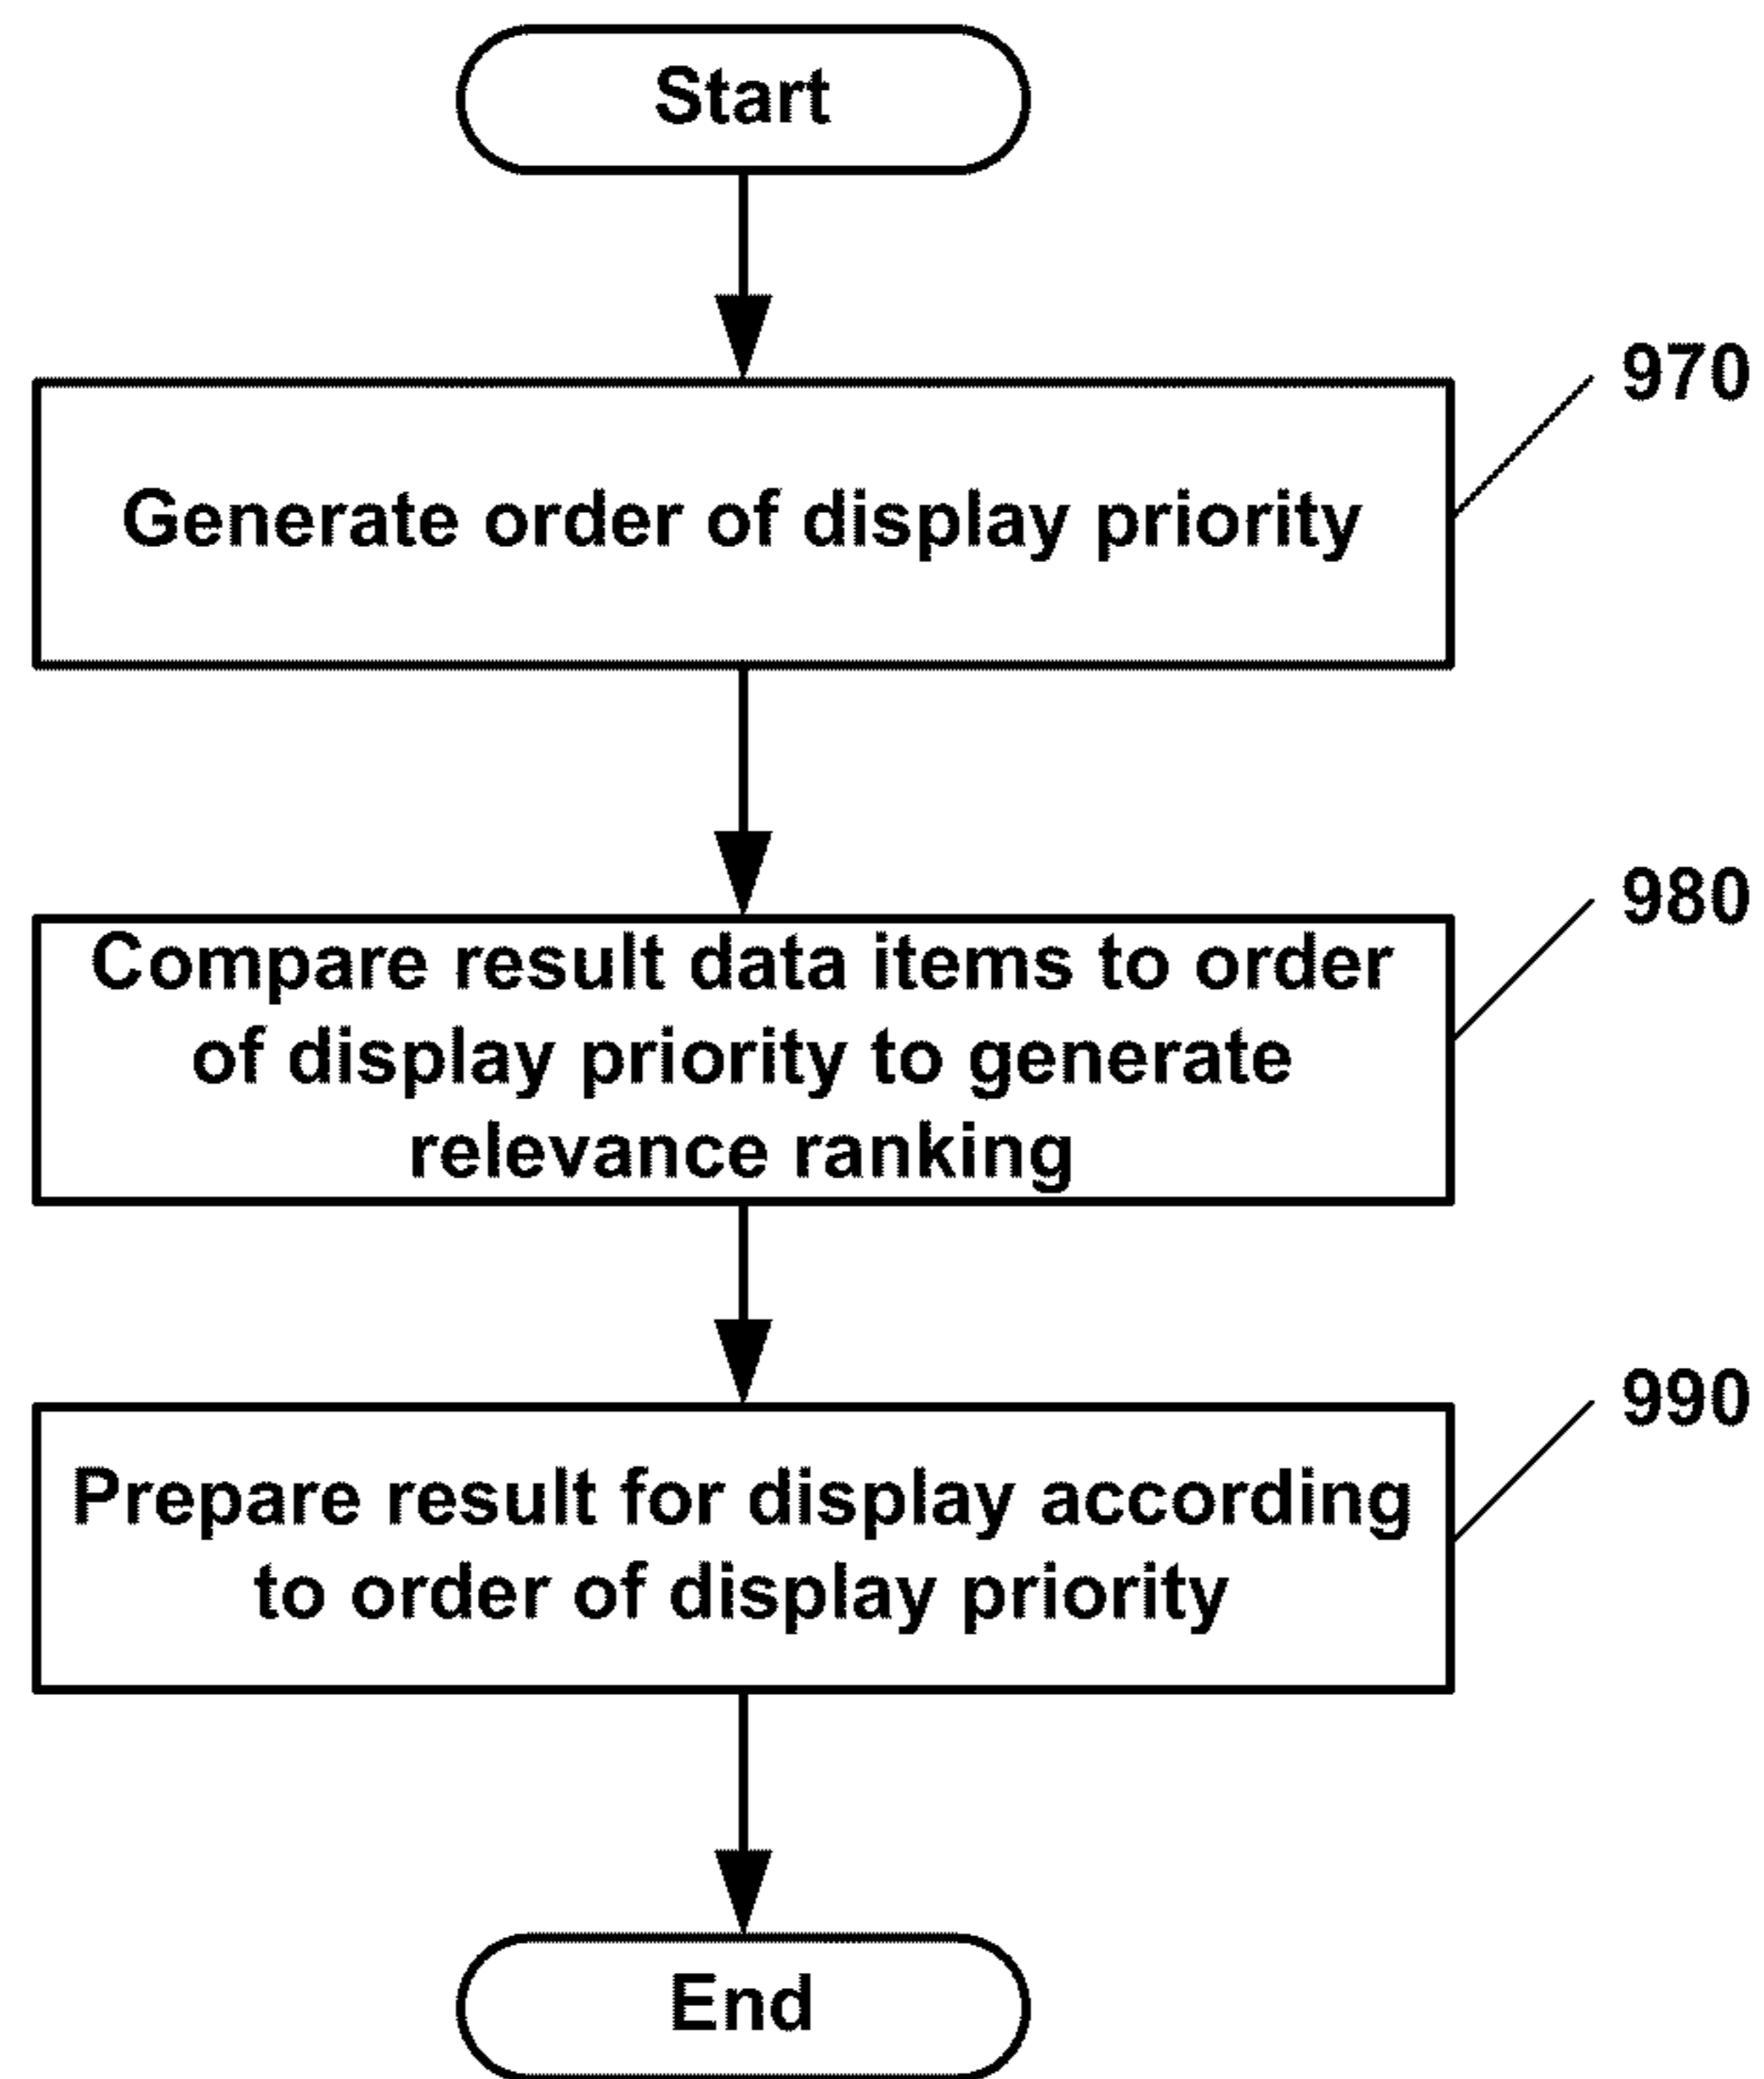 Start
970
Generate order of display priority
980
Compare result data items to order
of display priority to generate
relevance ranking
990
Prepare result for display according
to order of display priority
End